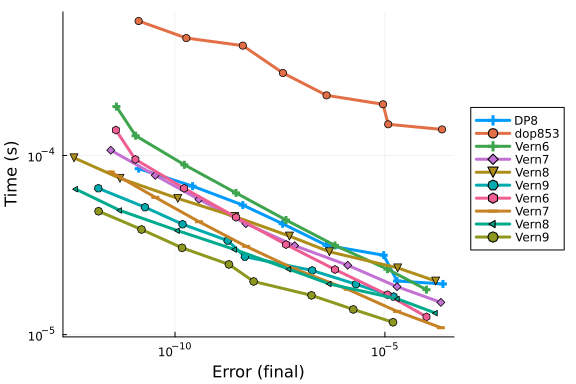 Time (s)
10⁻⁴
10⁻⁵
10⁻¹⁰
10⁻⁵
Error (final)
DP8
dop853
Vern6
Vern7
Vern8
Vern9
Vern6
Vern7
Vern8
Vern9